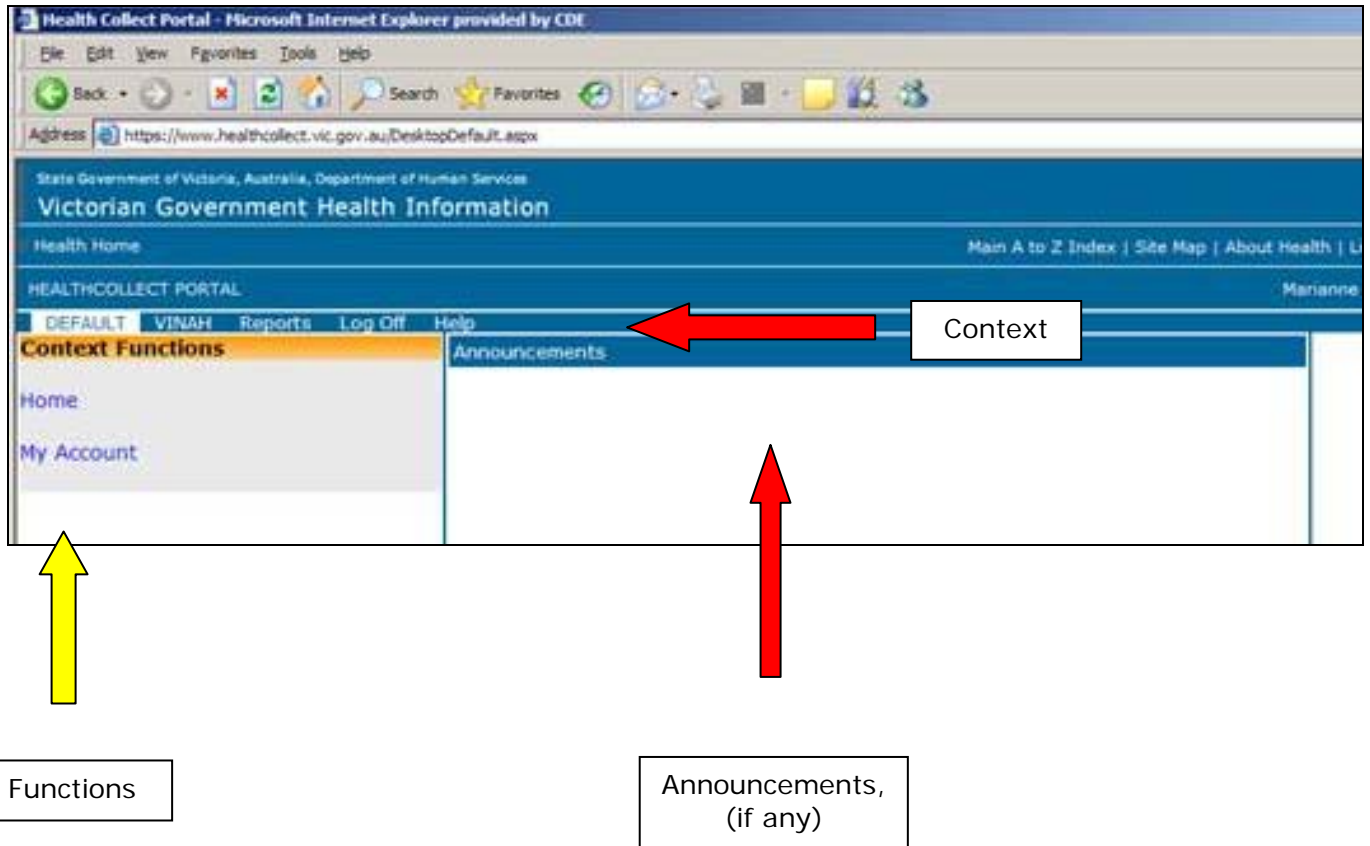 Health Collect Portal - Microsoft Internet Explorer provided by CDE
File Edit View Favorites Tools Help
Back Search Favorites
Address https://www.healthcollect.vic.gov.au/DesktopDefault.aspx
State Government of Victoria, Australia, Department of Human Services
Victorian Government Health Information
Health Home Main A to Z Index | Site Map | About Health | L
HEALTHCOLLECT PORTAL Marianne
DEFAULT VINAH Reports Log Off Help
Context
Context Functions
Announcements
Home
My Account
Functions
Announcements,
(if any)